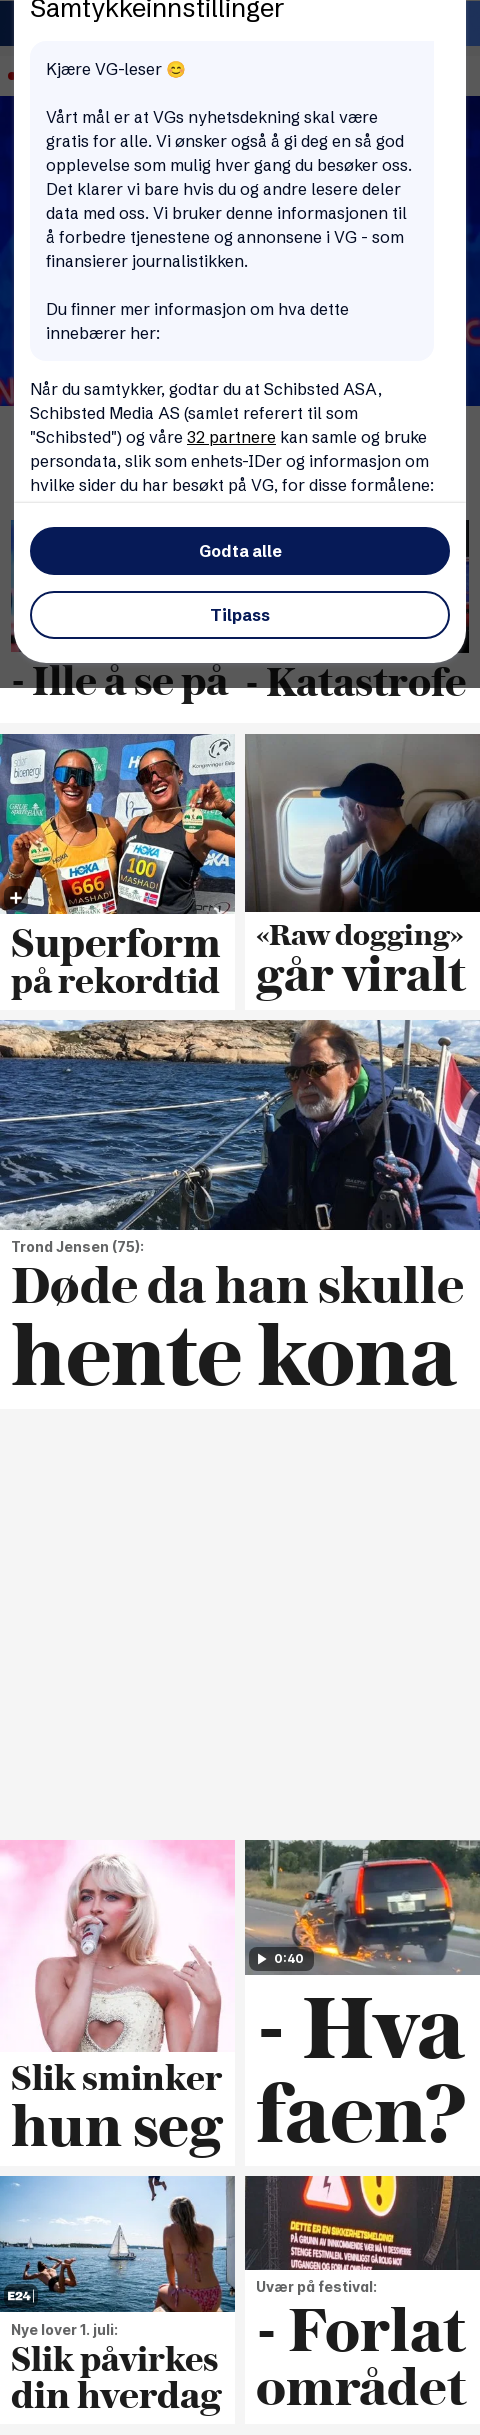 Samtykkeinnstillinger
Kjære VG-leser 😊
Vårt mål er at VGs nyhetsdekning skal være
gratis for alle. Vi ønsker også å gi deg en så god
opplevelse som mulig hver gang du besøker oss.
Det klarer vi bare hvis du og andre lesere deler
data med oss. Vi bruker denne informasjonen til
å forbedre tjenestene og annonsene i VG - som
finansierer journalistikken.
Du finner mer informasjon om hva dette
innebærer her:
Når du samtykker, godtar du at Schibsted ASA,
Schibsted Media AS (samlet referert til som
"Schibsted") og våre 32 partnere kan samle og bruke
persondata, slik som enhets-IDer og informasjon om
hvilke sider du har besøkt på VG, for disse formålene:
Godta alle
Tilpass
- Ille å se på
- Katastrofe
HOKA
666
MASHADI
HOKA
100
MASHADI
Superform
på rekordtid
«Raw dogging»
går viralt
Trond Jensen (75):
Døde da han skulle
hente kona
0:40
Slik sminker
hun seg
- Hva
faen?
E24
Nye lover 1. juli:
Slik påvirkes
din hverdag
DETTE ER EN SIKKERHETSMELDING!
PÅ GRUNN AV INNKOMMENDE VÆR MÅ VI DESSVERRE
STENGE FESTIVALEN. VENNLIGST GÅ ROLIG MOT
UTGANGEN OG FORLAT OMRÅDET
Uvær på festival:
- Forlat
området